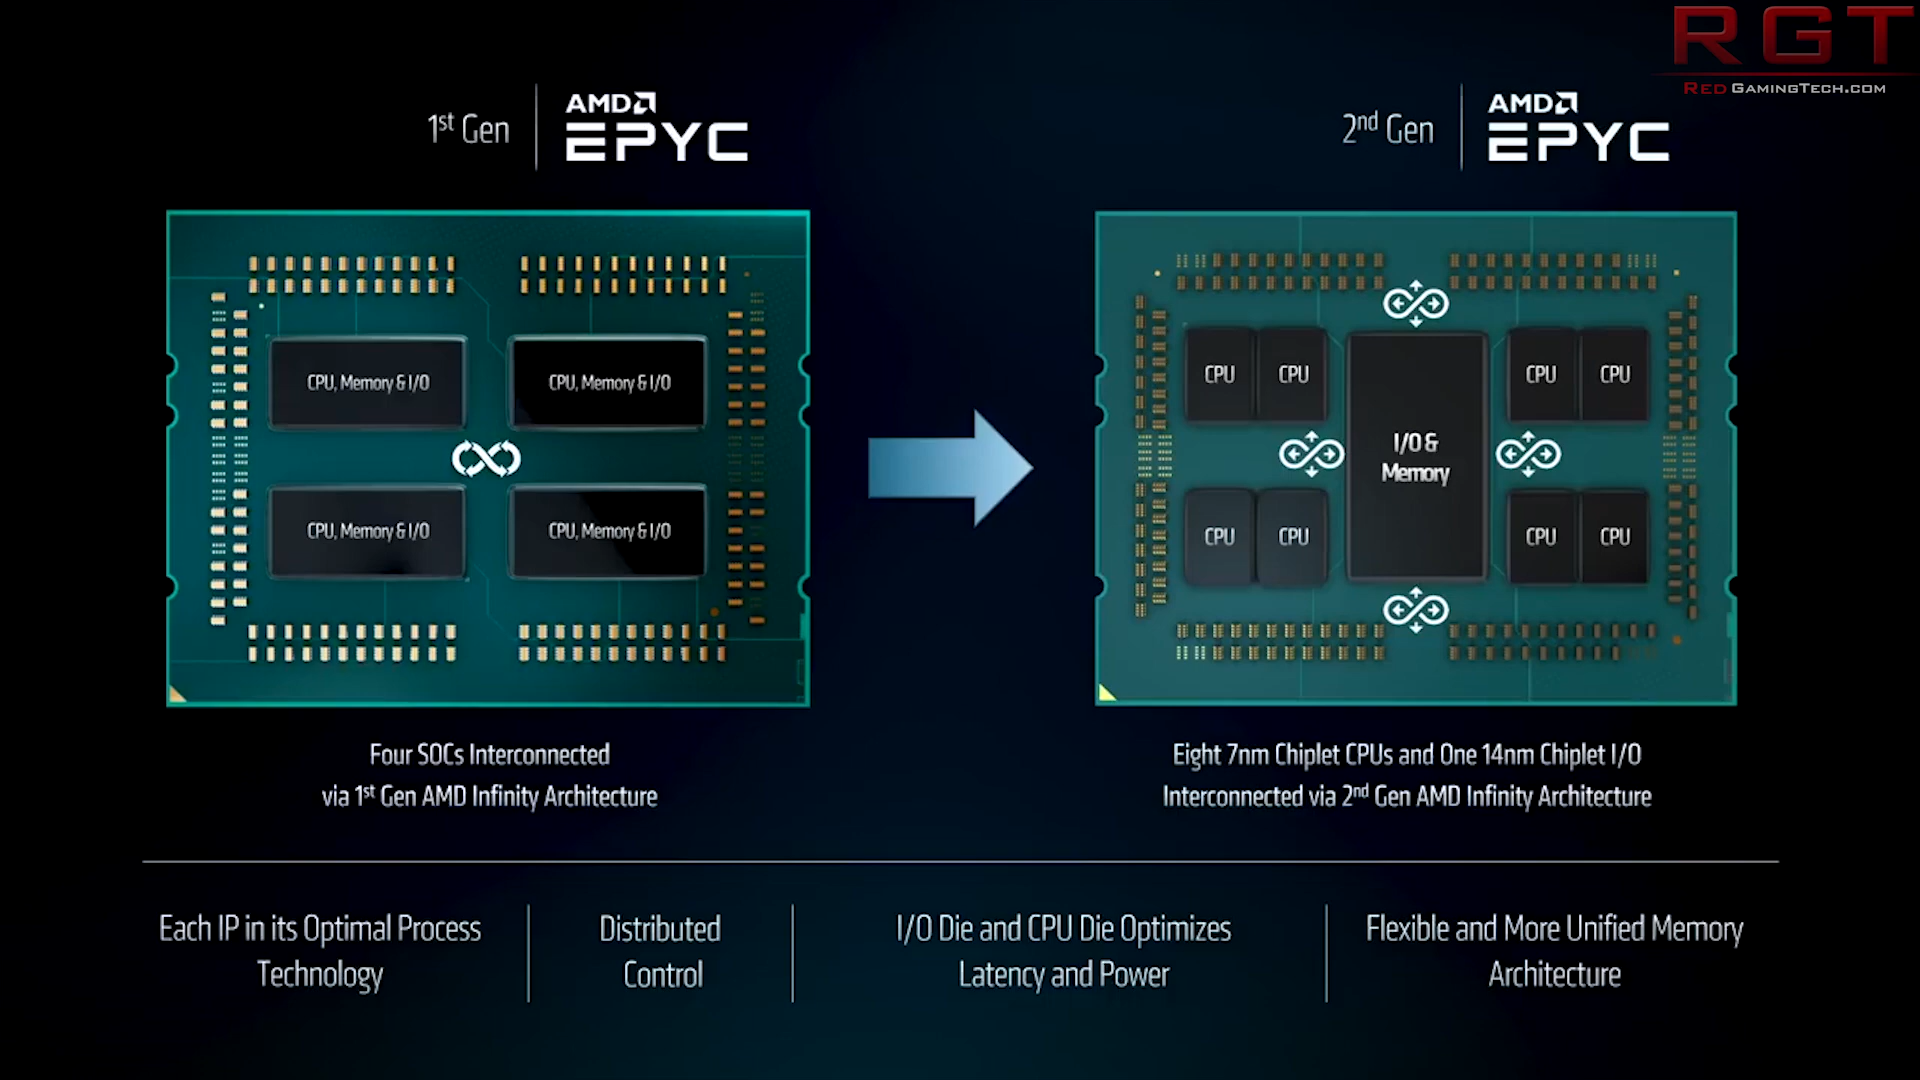 RGT
RedGamingTech.com
1st Gen
AMD
EPYC
2nd Gen
AMD
EPYC
CPU, Memory & I/O
CPU, Memory & I/O
CPU, Memory & I/O
CPU, Memory & I/O
CPU
CPU
I/O &
Memory
CPU
CPU
CPU
CPU
CPU
CPU
Four SOCs Interconnected
via 1st Gen AMD Infinity Architecture
Eight 7nm Chiplet CPUs and One 14nm Chiplet I/O
Interconnected via 2nd Gen AMD Infinity Architecture
Each IP in its Optimal Process
Technology
Distributed
Control
I/O Die and CPU Die Optimizes
Latency and Power
Flexible and More Unified Memory
Architecture